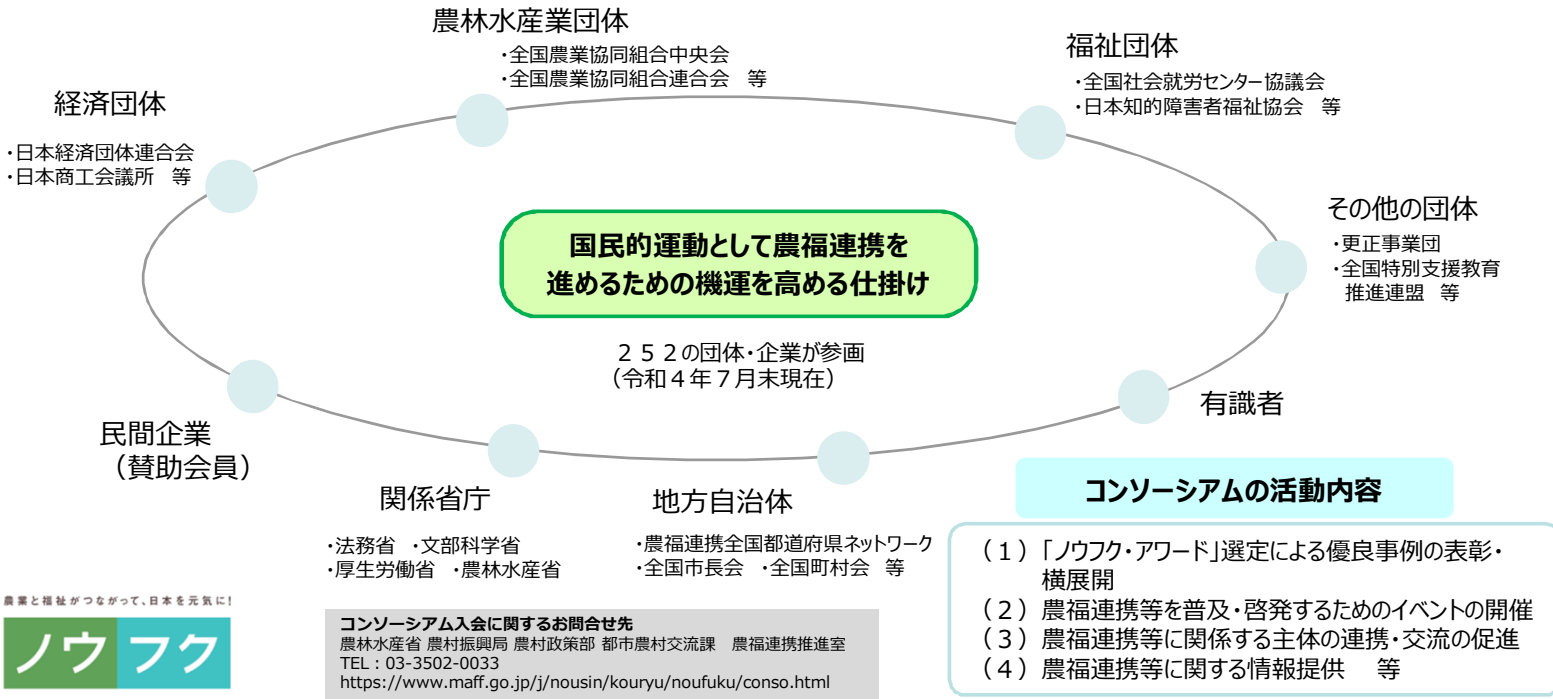 農林水産業団体
・全国農業協同組合中央会
・全国農業協同組合連合会　等
福祉団体
・全国社会就労センター協議会
・日本知的障害者福祉協会　等
経済団体
・日本経済団体連合会
・日本商工会議所　等
その他の団体
・更正事業団
・全国特別支援教育
推進連盟　等
国民的運動として農福連携を
進めるための機運を高める仕掛け
２５２の団体・企業が参画
（令和４年７月末現在）
有識者
民間企業
（賛助会員）
関係省庁
・法務省　・文部科学省
・厚生労働省　・農林水産省
地方自治体
・農福連携全国都道府県ネットワーク
・全国市長会　・全国町村会　等
コンソーシアムの活動内容
（１）「ノウフク・アワード」選定による優良事例の表彰・
横展開
（２）農福連携等を普及・啓発するためのイベントの開催
（３）農福連携等に関係する主体の連携・交流の促進
（４）農福連携等に関する情報提供　等
農業と福祉がつながって、日本を元気に!
ノウフク
コンソーシアム入会に関するお問合せ先
農林水産省 農村振興局 農村政策部 都市農村交流課　農福連携推進室
TEL：03-3502-0033
https://www.maff.go.jp/j/nousin/kouryu/noufuku/conso.html